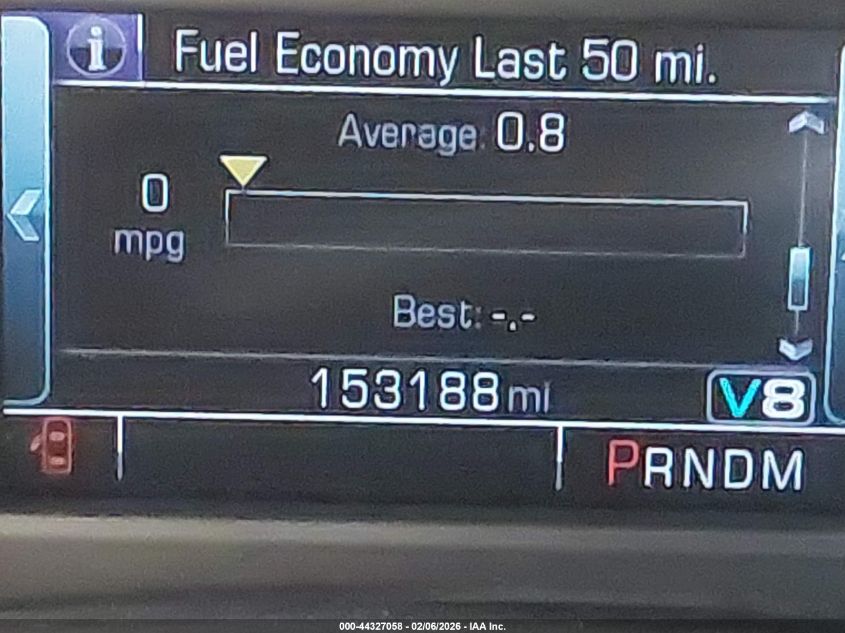 i Fuel Economy Last 50 mi.
Average: 0.8
0
mpg
Best: -.-
153188 mi
V8
PRNDM
000-44327058 - 02/06/2026 - IAA Inc.